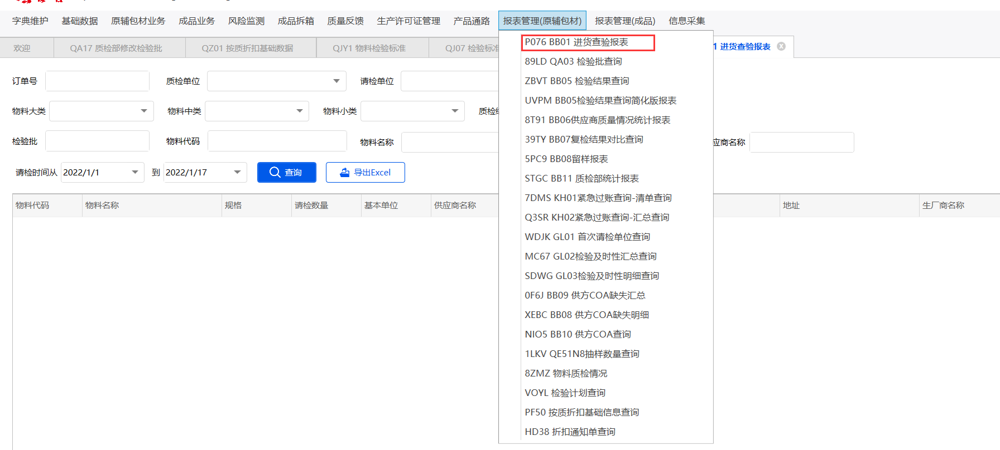 字典维护 基础数据 原辅包材业务 成品业务 风险监测 成品拆箱 质量反馈 生产许可证管理 产品通路 报表管理(原辅包材) 报表管理(成品) 信息采集
欢迎 QA17 质检部修改检验批 QZ01 按质折扣基础数据 QJY1 物料检验标准 QJ07 检验标准 1 进货查验报表
订单号 质检单位 请检单位
物料大类 物料中类 物料小类 质检
检验批 物料代码 物料名称 应商名称
请检时间从 2022/1/1 到 2022/1/17 查询 导出Excel
物料代码 物料名称 规格 请检数量 基本单位 供应商名称 地址 生厂商名称
P076 BB01 进货查验报表
89LD QA03 检验批查询
ZBVT BB05 检验结果查询
UVPM BB05检验结果查询简化版报表
8T91 BB06供应商质量情况统计报表
39TY BB07复检结果对比查询
5PC9 BB08留样报表
STGC BB11 质检部统计报表
7DMS KH01紧急过账查询-清单查询
Q3SR KH02紧急过账查询-汇总查询
WDJK GL01 首次请检单位查询
MC67 GL02检验及时性汇总查询
SDWG GL03检验及时性明细查询
0F6J BB09 供方COA缺失汇总
XEBC BB08 供方COA缺失明细
NIO5 BB10 供方COA查询
1LKV QE51N8抽样数量查询
8ZMZ 物料质检情况
VOYL 检验计划查询
PF50 按质折扣基础信息查询
HD38 折扣通知单查询